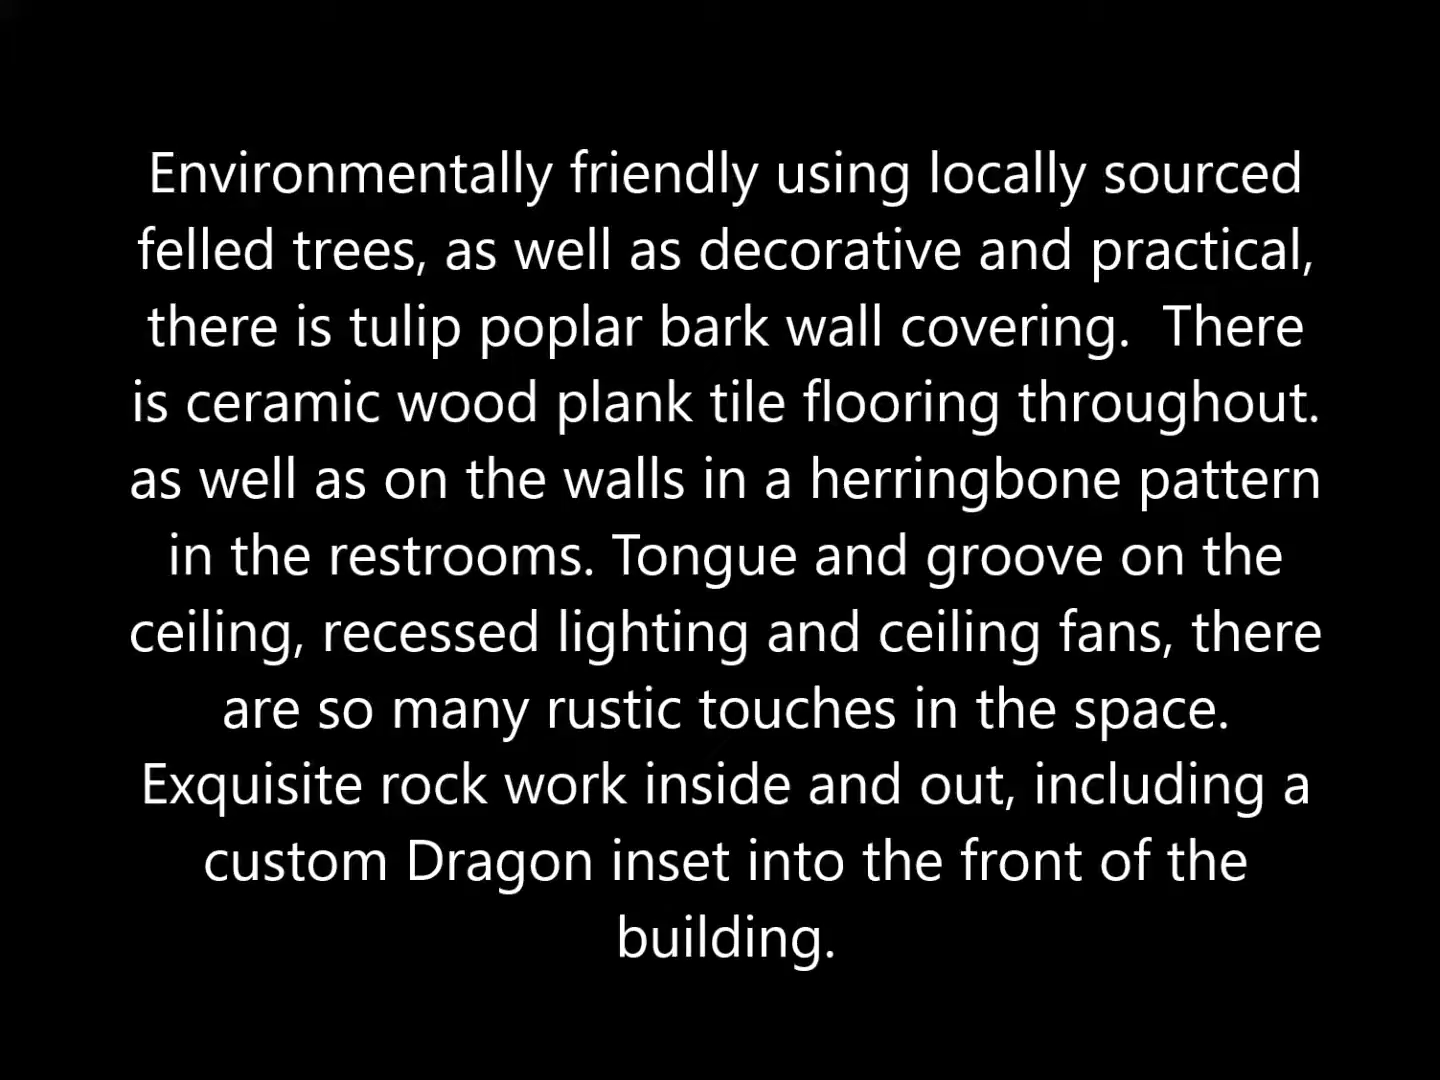 Environmentally friendly using locally sourced
felled trees, as well as decorative and practical,
there is tulip poplar bark wall covering.  There
is ceramic wood plank tile flooring throughout.
as well as on the walls in a herringbone pattern
in the restrooms. Tongue and groove on the
ceiling, recessed lighting and ceiling fans, there
are so many rustic touches in the space.
Exquisite rock work inside and out, including a
custom Dragon inset into the front of the
building.